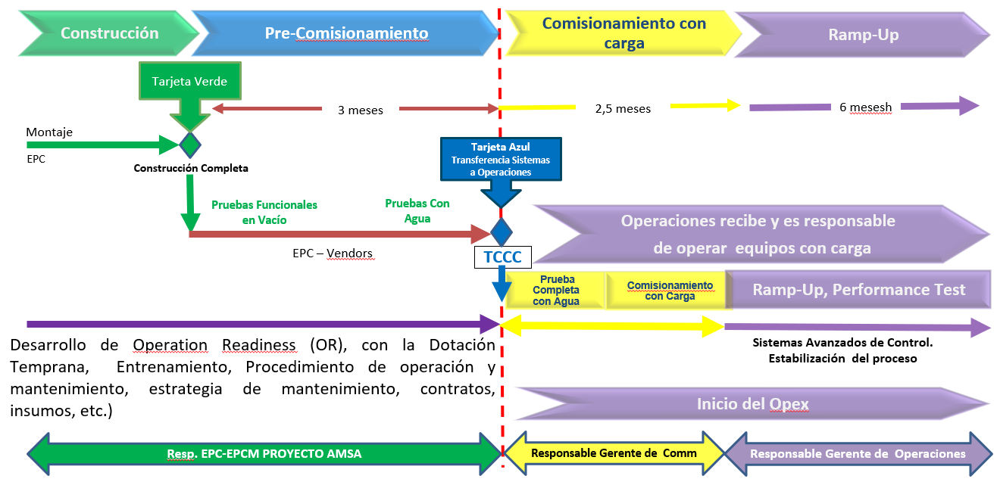 Construcción
Pre-Comisionamiento
Comisionamiento con
carga
Ramp-Up
Tarjeta Verde
3 meses
2,5 meses
6 mesesh
Montaje
EPC
Construcción Completa
Tarjeta Azul
Transferencia Sistemas
a Operaciones
Pruebas Funcionales
en Vacío
Pruebas Con
Agua
EPC – Vendors
TCCC
Operaciones recibe y es responsable
de operar equipos con carga
Prueba
Completa
con Agua
Comisionamiento
con Carga
Ramp-Up, Performance Test
Desarrollo de Operation Readiness (OR), con la Dotación
Temprana, Entrenamiento, Procedimiento de operación y
mantenimiento, estrategia de mantenimiento, contratos,
insumos, etc.)
Sistemas Avanzados de Control.
Estabilización del proceso
Inicio del Opex
Resp. EPC-EPCM PROYECTO AMSA
Responsable Gerente de Comm
Responsable Gerente de Operaciones